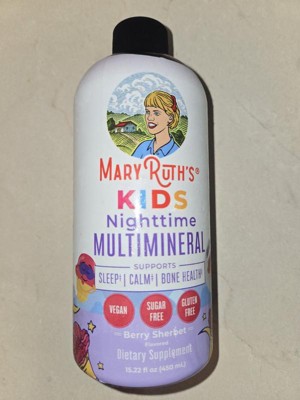 MARYRUTH'S®
KIDS
Nighttime
MULTIMINERAL
SUPPORTS
SLEEP† | CALM† | BONE HEALTH†
VEGAN
SUGAR FREE
GLUTEN FREE
Berry Sherbet
Flavored
Dietary Supplement
15.22 fl oz (450 mL)